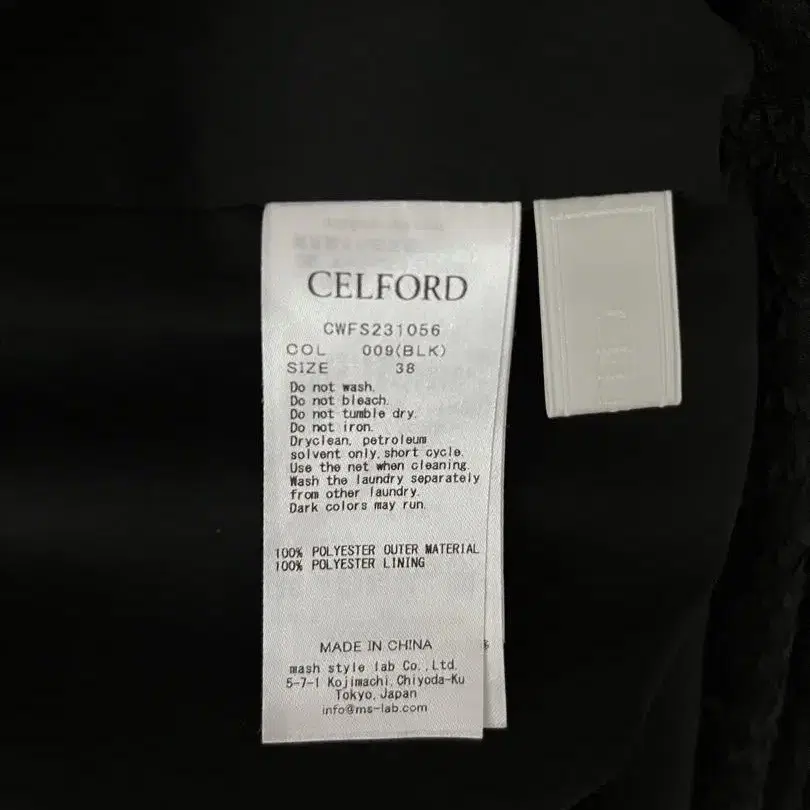 CELFORD
CWFS231056
COL 009(BLK)
SIZE 38
Do not wash.
Do not bleach.
Do not tumble dry.
Do not iron.
Dryclean, petroleum
solvent only,short cycle.
Use the net when cleaning.
Wash the laundry separately
from other laundry.
Dark colors may run.
100% POLYESTER OUTER MATERIAL
100% POLYESTER LINING
MADE IN CHINA
mash style lab Co.,Ltd.
5-7-1 Kojimachi,Chiyoda-Ku
Tokyo,Japan
info@ms-lab.com